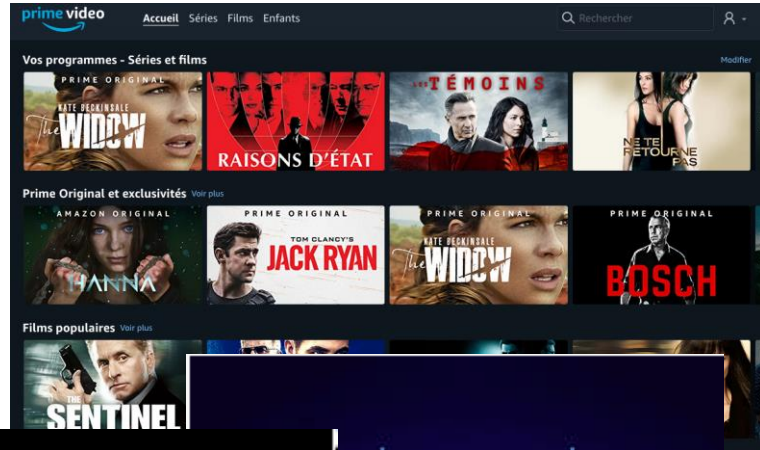 prime video
Accueil Séries Films Enfants
Rechercher
Vos programmes - Séries et films
Modifier
PRIME ORIGINAL
KATE BECKINSALE
The WIDOW
RAISONS D'ÉTAT
LES TÉMOINS
NE TE
RETOURNE
PAS
Prime Original et exclusivités Voir plus
AMAZON ORIGINAL
HANNA
PRIME ORIGINAL
TOM CLANCY'S
JACK RYAN
PRIME ORIGINAL
KATE BECKINSALE
The WIDOW
PRIME ORIGINAL
BOSCH
Films populaires Voir plus
THE
SENTINEL